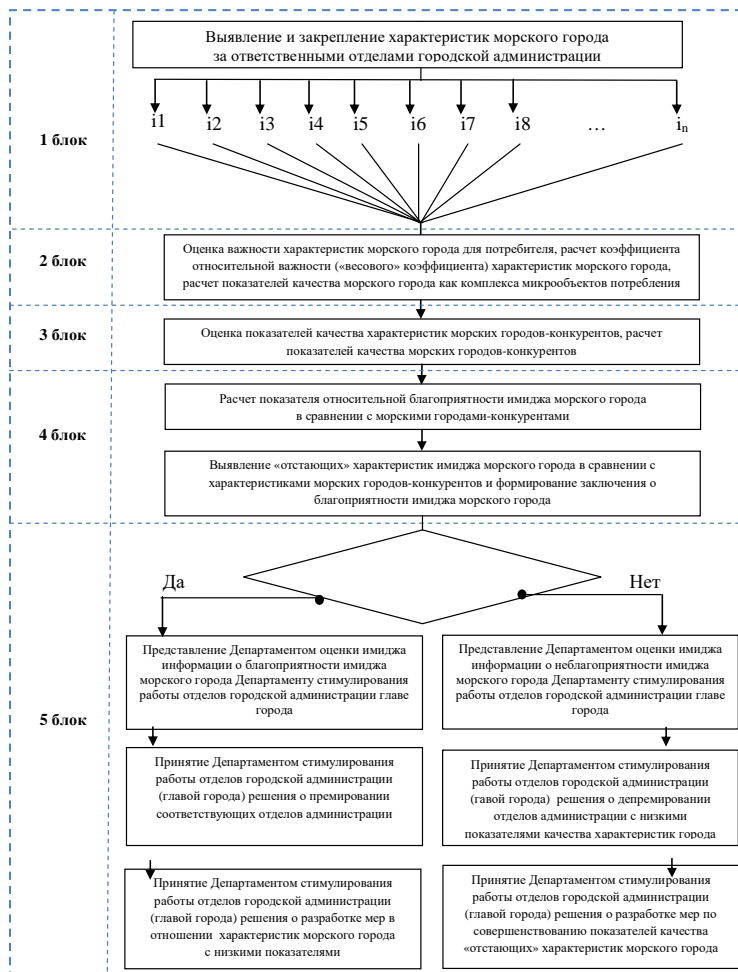 Выявление и закрепление характеристик морского города
за ответственными отделами городской администрации
i1 i2 i3 i4 i5 i6 i7 i8 … in
1 блок
2 блок
Оценка важности характеристик морского города для потребителя, расчет коэффициента
относительной важности («весового» коэффициента) характеристик морского города,
расчет показателей качества морского города как комплекса микрообъектов потребления
3 блок
Оценка показателей качества характеристик морских городов-конкурентов, расчет
показателей качества морских городов-конкурентов
4 блок
Расчет показателя относительной благоприятности имиджа морского города
в сравнении с морскими городами-конкурентами
Выявление «отстающих» характеристик имиджа морского города в сравнении с
характеристиками морских городов-конкурентов и формирование заключения о
благоприятности имиджа морского города
5 блок
Да
Нет
Представление Департаментом оценки имиджа
информации о благоприятности имиджа
морского города Департаменту стимулирования
работы отделов городской администрации главе
города
Представление Департаментом оценки имиджа
информации о неблагоприятности имиджа
морского города Департаменту стимулирования
работы отделов городской администрации главе
города
Принятие Департаментом стимулирования
работы отделов городской администрации
(главой города) решения о премировании
соответствующих отделов администрации
Принятие Департаментом стимулирования
работы отделов городской администрации
(гавой города) решения о депремировании
отделов администрации с низкими
показателями качества характеристик города
Принятие Департаментом стимулирования
работы отделов городской администрации
(главой города) решения о разработке мер в
отношении характеристик морского города
с низкими показателями
Принятие Департаментом стимулирования
работы отделов городской администрации
(главой города) решения о разработке мер по
совершенствованию показателей качества
«отстающих» характеристик морского города